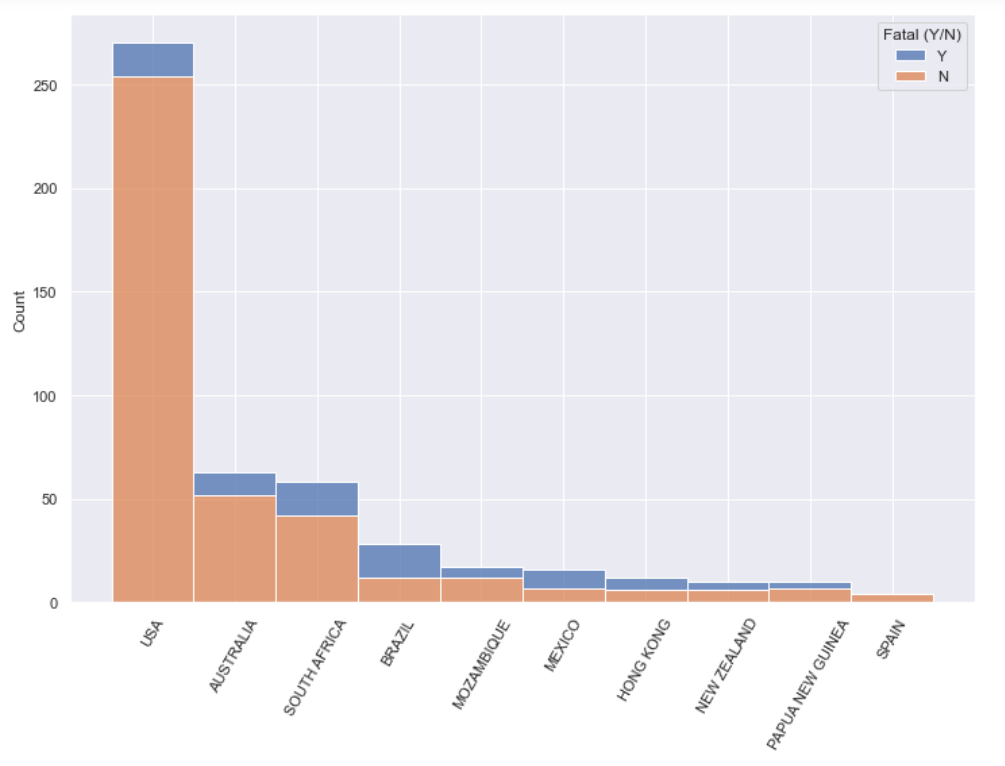 Fatal (Y/N)
Y
N
Count
250
200
150
100
50
0
USA
AUSTRALIA
SOUTH AFRICA
BRAZIL
MOZAMBIQUE
MEXICO
HONG KONG
NEW ZEALAND
PAPUA NEW GUINEA
SPAIN